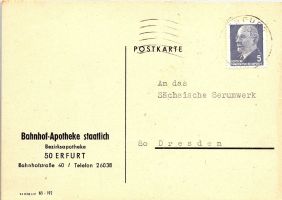 POSTKARTE
5
An das
Sächsische Serumwerk
80 Dresden
Bahnhof-Apotheke staatlich
Bezirksapotheke
50 ERFURT
Bahnhofstraße 40 / Telefon 26038